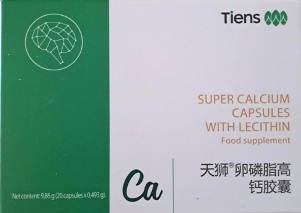 Tiens
SUPER CALCIUM
CAPSULES
WITH LECITHIN
Food supplement
天狮®卵磷脂高
钙胶囊
Net content: 9,86 g (20 capsules x 0,493 g).
Ca